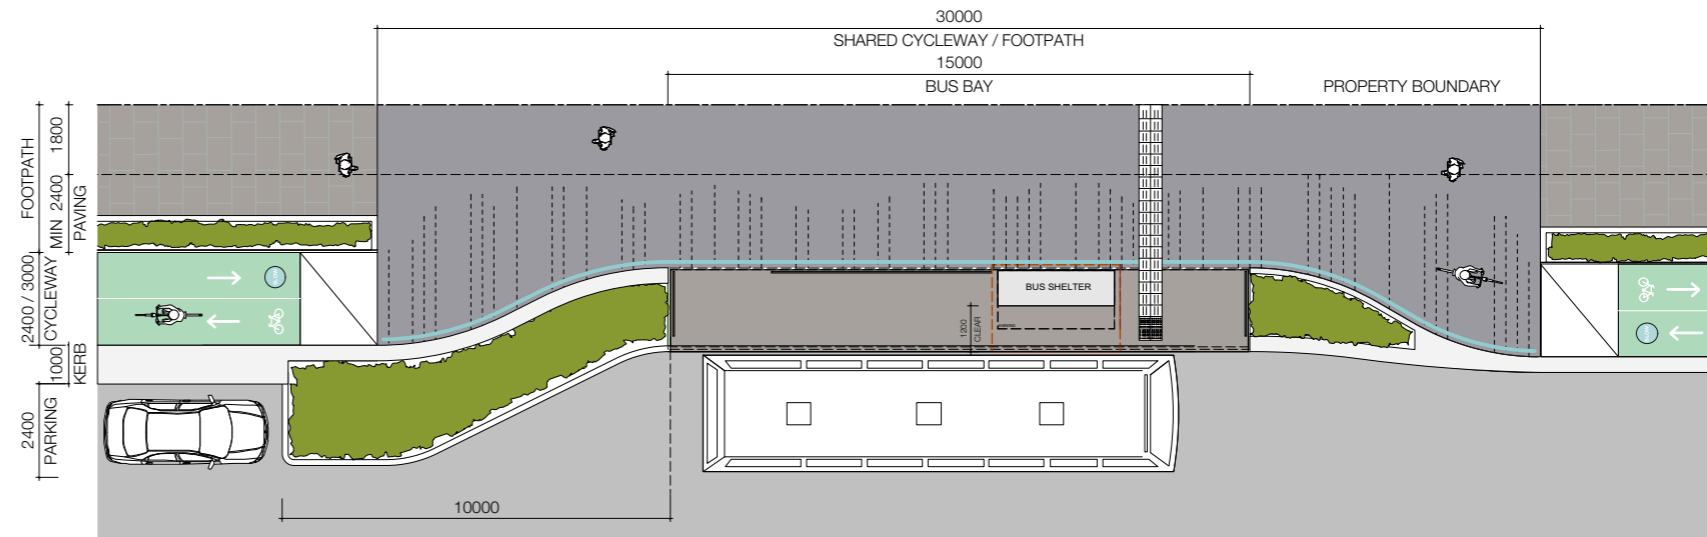 30000
SHARED CYCLEWAY / FOOTPATH
15000
BUS BAY
PROPERTY BOUNDARY
FOOTPATH
1800
MIN 2400
PAVING
2400 / 3000
CYCLEWAY
1000
KERB
2400
PARKING
BUS SHELTER
1200
CLEAR
10000